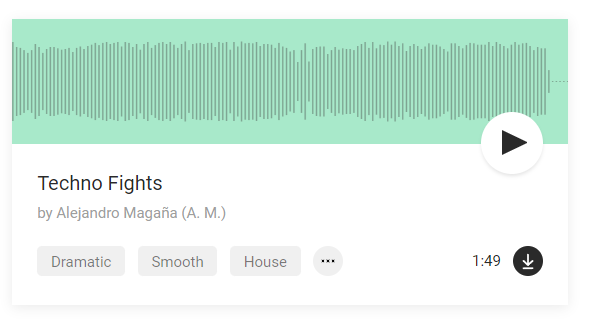 Techno Fights
by Alejandro Magaña (A. M.)
Dramatic Smooth House 1:49